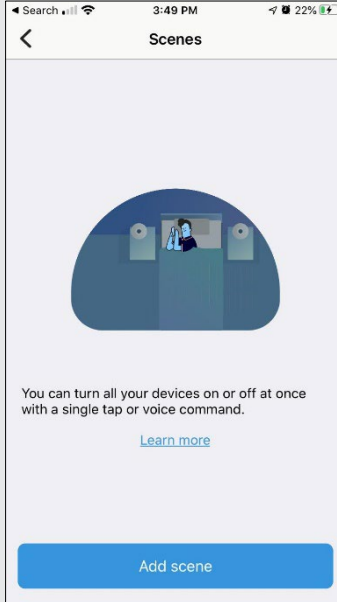 Search 3:49 PM 22%
Scenes
You can turn all your devices on or off at once
with a single tap or voice command.
Learn more
Add scene